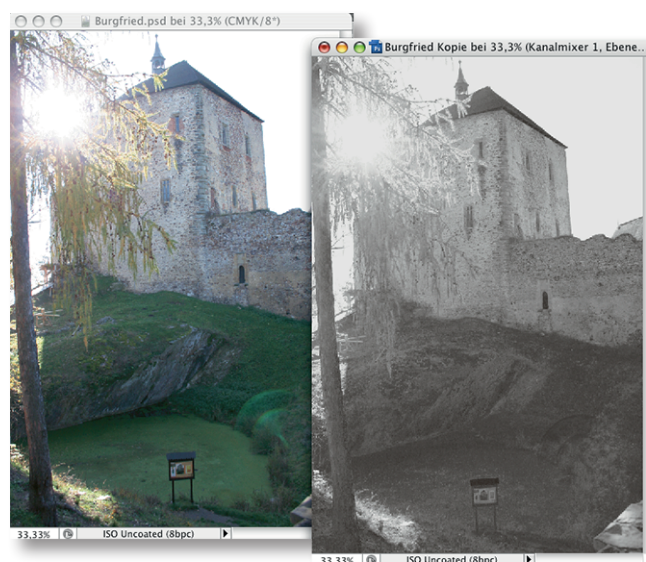 Burgfried.psd bei 33,3% (CMYK/8*)
Burgfried Kopie bei 33,3% (Kanalmixer 1, Ebene...
33,33% ISO Uncoated (8bpc)
33,33% ISO Uncoated (8bpc)